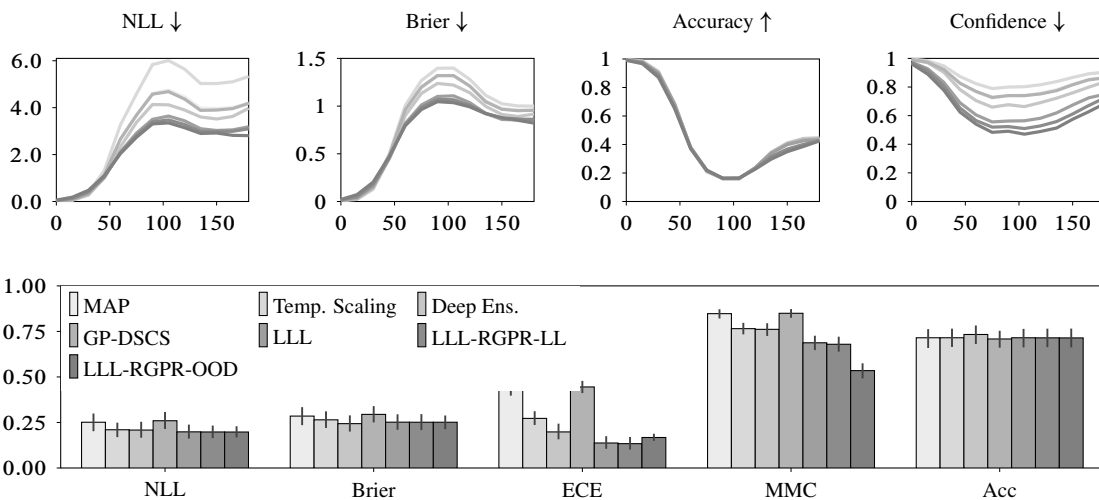 NLL ↓ Brier ↓ Accuracy ↑ Confidence ↓
6.0 1.5 1 1
4.0 1 0.8 0.8
0.6 0.6
2.0 0.5 0.4 0.4
0.2 0.2
0.0 0 0 0
0 50 100 150 0 50 100 150 0 50 100 150 0 50 100 150
1.00
MAP Temp. Scaling Deep Ens.
0.75 GP-DSCS LLL LLL-RGPR-LL
LLL-RGPR-OOD
0.50
0.25
0.00
NLL Brier ECE MMC Acc